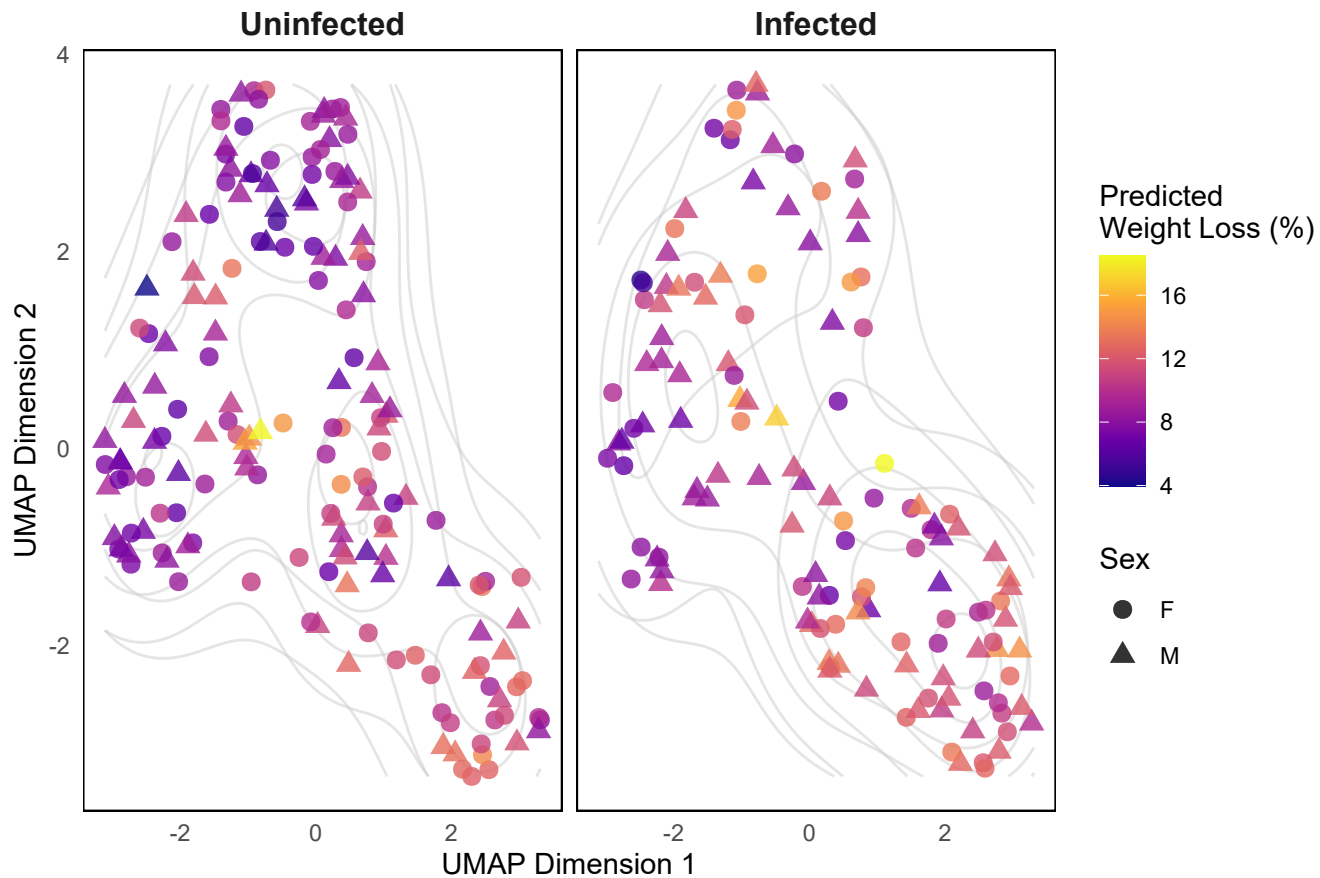 Uninfected
Infected
4
2
0
-2
UMAP Dimension 2
-2
0
2
-2
0
2
UMAP Dimension 1
Predicted
Weight Loss (%)
16
12
8
4
Sex
F
M